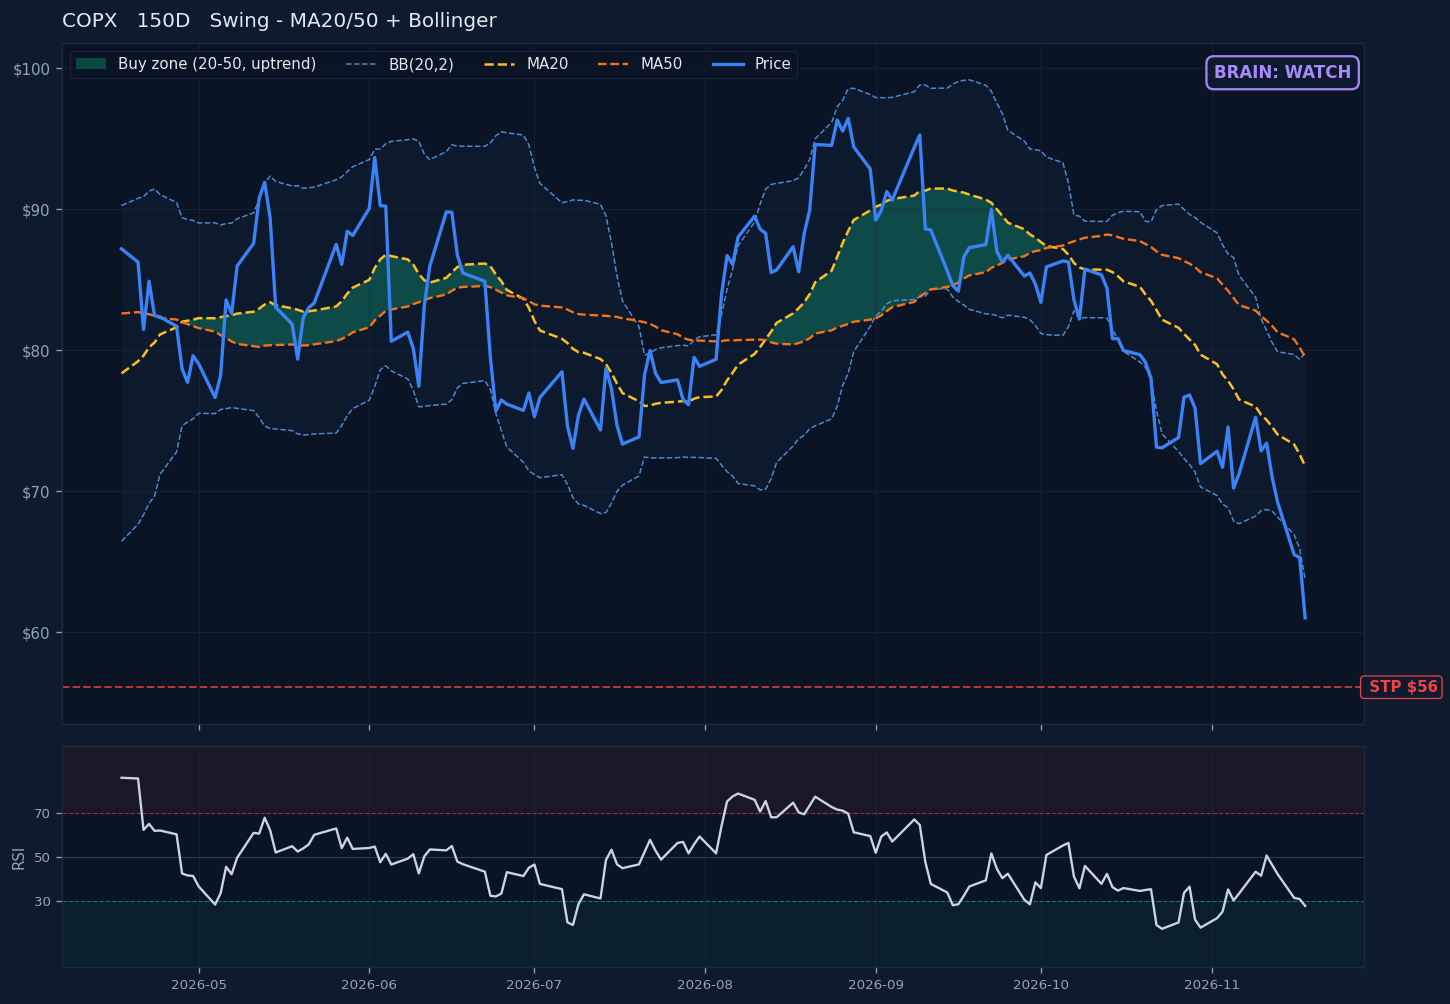 COPX   150D   Swing - MA20/50 + Bollinger
Buy zone (20-50, uptrend)
BB(20,2)
MA20
MA50
Price
BRAIN: WATCH
$100
$90
$80
$70
$60
STP $56
70
50
30
RSI
2026-05
2026-06
2026-07
2026-08
2026-09
2026-10
2026-11